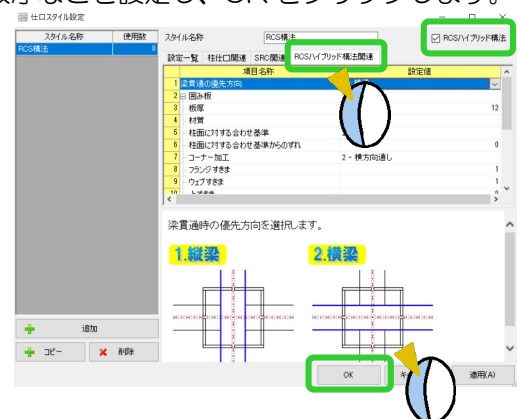 なども設定し、OKをクリックします。
仕口スタイル設定
スタイル名称 使用数
RCS構法 0
スタイル名称 RCS構法 RCSハイブリッド構法
設定一覧 柱仕口関連 SRC関連 RCSハイブリッド構法関連
項目名称 設定値
1 梁貫通の優先方向
2 囲み板
3 板厚 12
4 材質
5 柱面に対する合わせ基準
6 柱面に対する合わせ基準からのずれ 0
7 コーナー加工 2 - 横方向通し
8 フランジすきま 1
9 ウェブすきま 1
梁貫通時の優先方向を選択します。
1.縦梁 2.横梁
追加
コピー 削除
OK 適用(A)